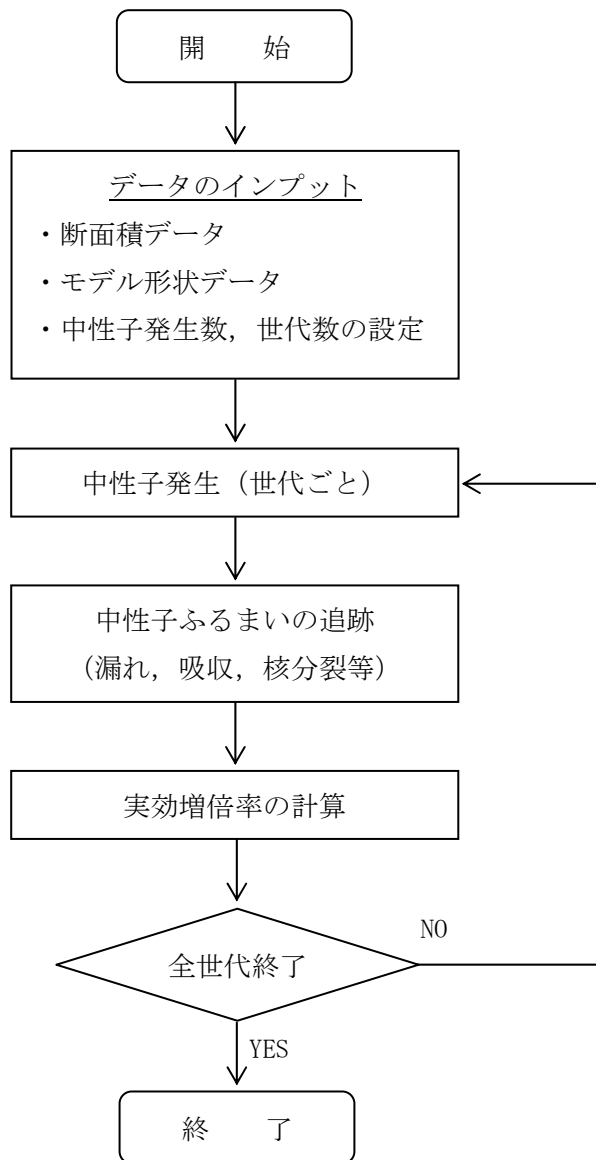 開　　始
データのインプット
・断面積データ
・モデル形状データ
・中性子発生数，世代数の設定
中性子発生（世代ごと）
中性子ふるまいの追跡
（漏れ，吸収，核分裂等）
実効増倍率の計算
全世代終了
NO
YES
終　　了